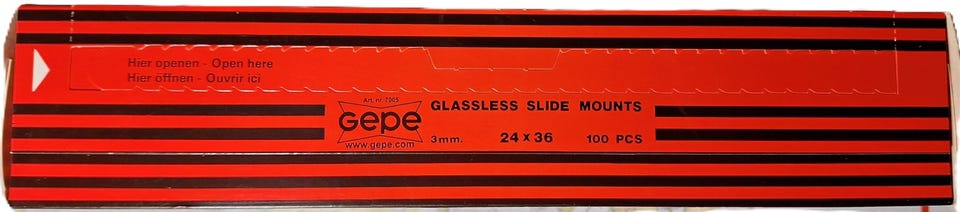 Hier openen - Open here
Hier öffnen - Ouvrir ici
Art. nr. 7005
Gepe
www.gepe.com
GLASSLESS SLIDE MOUNTS
3mm. 24 x 36 100 PCS